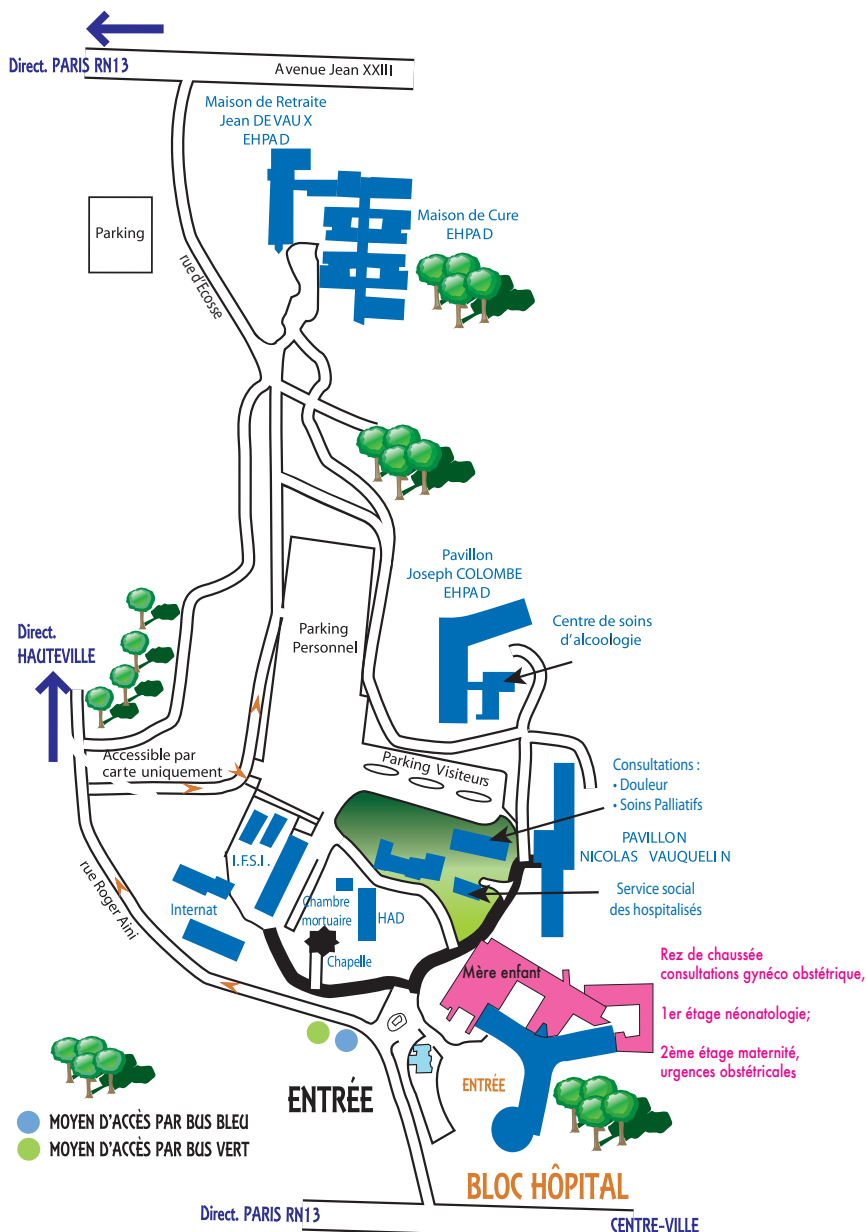 Direct. PARIS RN13
Avenue Jean XXIII
Maison de Retraite
Jean DEVAUX
EHPAD
Parking
Maison de Cure
EHPAD
rue d'Ecosse
Pavillon
Joseph COLOMBE
EHPAD
Centre de soins
d'alcoologie
Parking
Personnel
Direct.
HAUTEVILLE
Accessible par
carte uniquement
Parking Visiteurs
Consultations :
• Douleur
• Soins Palliatifs
PAVILLON
NICOLAS VAUQUELIN
I.F.S.I.
Internat
rue Roger Aini
Chambre
mortuaire
HAD
Chapelle
Service social
des hospitalisés
Mère enfant
Rez de chaussée
consultations gynéco obstétrique,
1er étage néonatologie;
2ème étage maternité,
urgences obstétricales
ENTRÉE
ENTRÉE
MOYEN D'ACCÈS PAR BUS BLEU
MOYEN D'ACCÈS PAR BUS VERT
BLOC HÔPITAL
Direct. PARIS RN13
CENTRE-VILLE